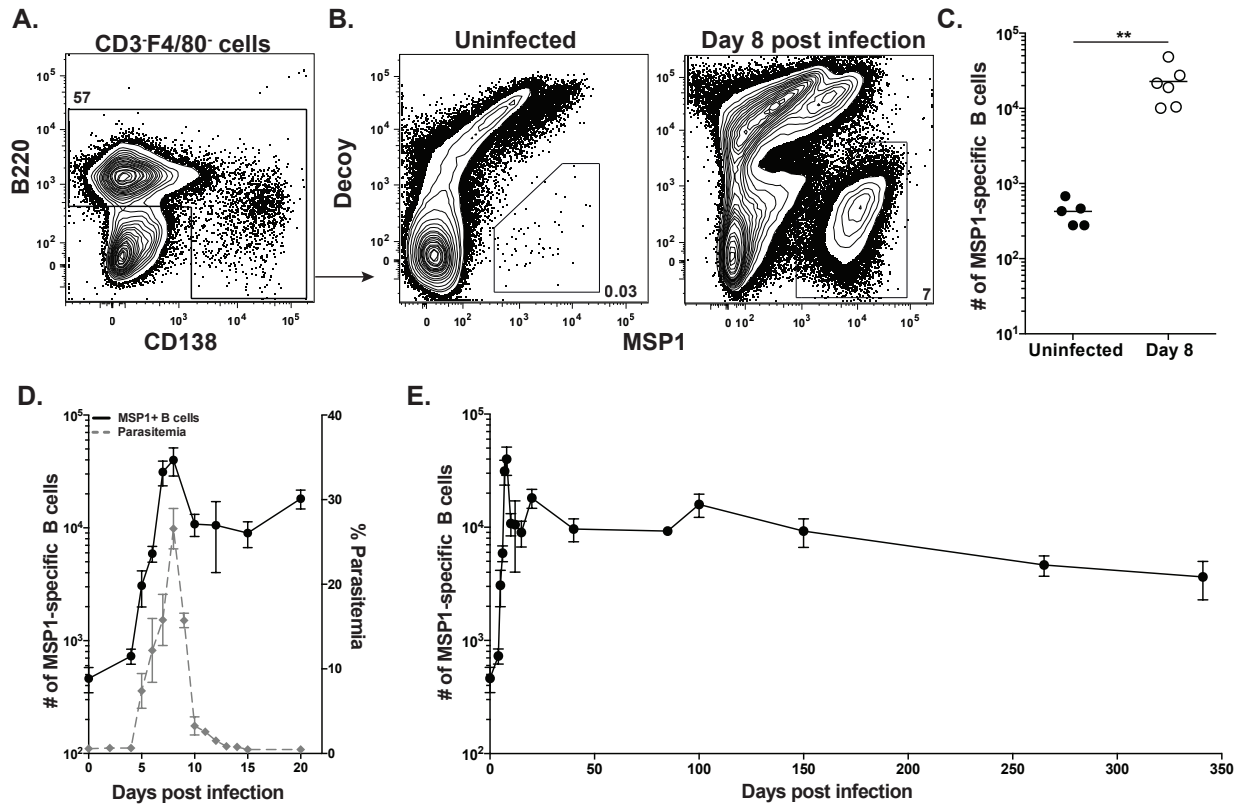 A.
CD3⁻F4/80⁻ cells
57
10⁵
10⁴
10³
10²
0
B220
0 10³ 10⁴ 10⁵
CD138
B.
Uninfected
10⁵
10⁴
10³
10²
0
Decoy
0 10² 10³ 10⁴ 10⁵
0.03
Day 8 post infection
10⁵
10⁴
10³
10²
0
0 10² 10³ 10⁴ 10⁵
7
MSP1
C.
**
10⁵
10⁴
10³
10²
10¹
# of MSP1-specific B cells
Uninfected Day 8
D.
MSP1+ B cells
Parasitemia
10⁵
10⁴
10³
10²
# of MSP1-specific B cells
40
30
20
10
0
% Parasitemia
0 5 10 15 20
Days post infection
E.
10⁵
10⁴
10³
10²
# of MSP1-specific B cells
0 50 100 150 200 250 300 350
Days post infection